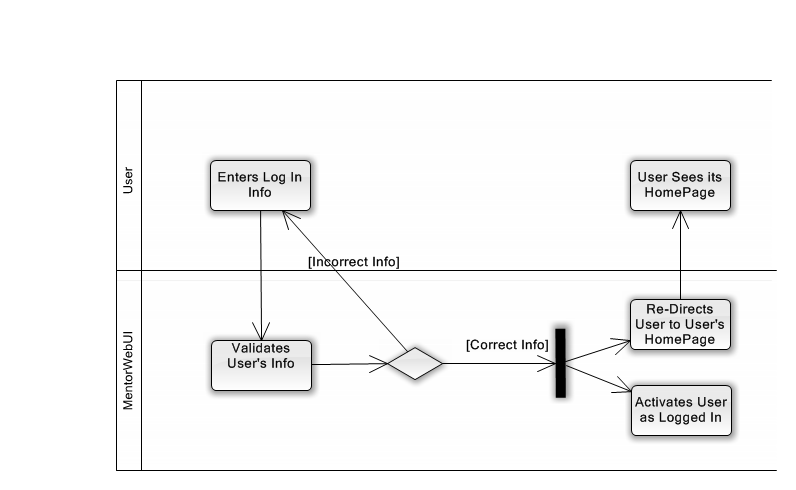 User
Enters Log In
Info
User Sees its
HomePage
[Incorrect Info]
MentorWebUI
Validates
User's Info
[Correct Info]
Re-Directs
User to User's
HomePage
Activates User
as Logged In